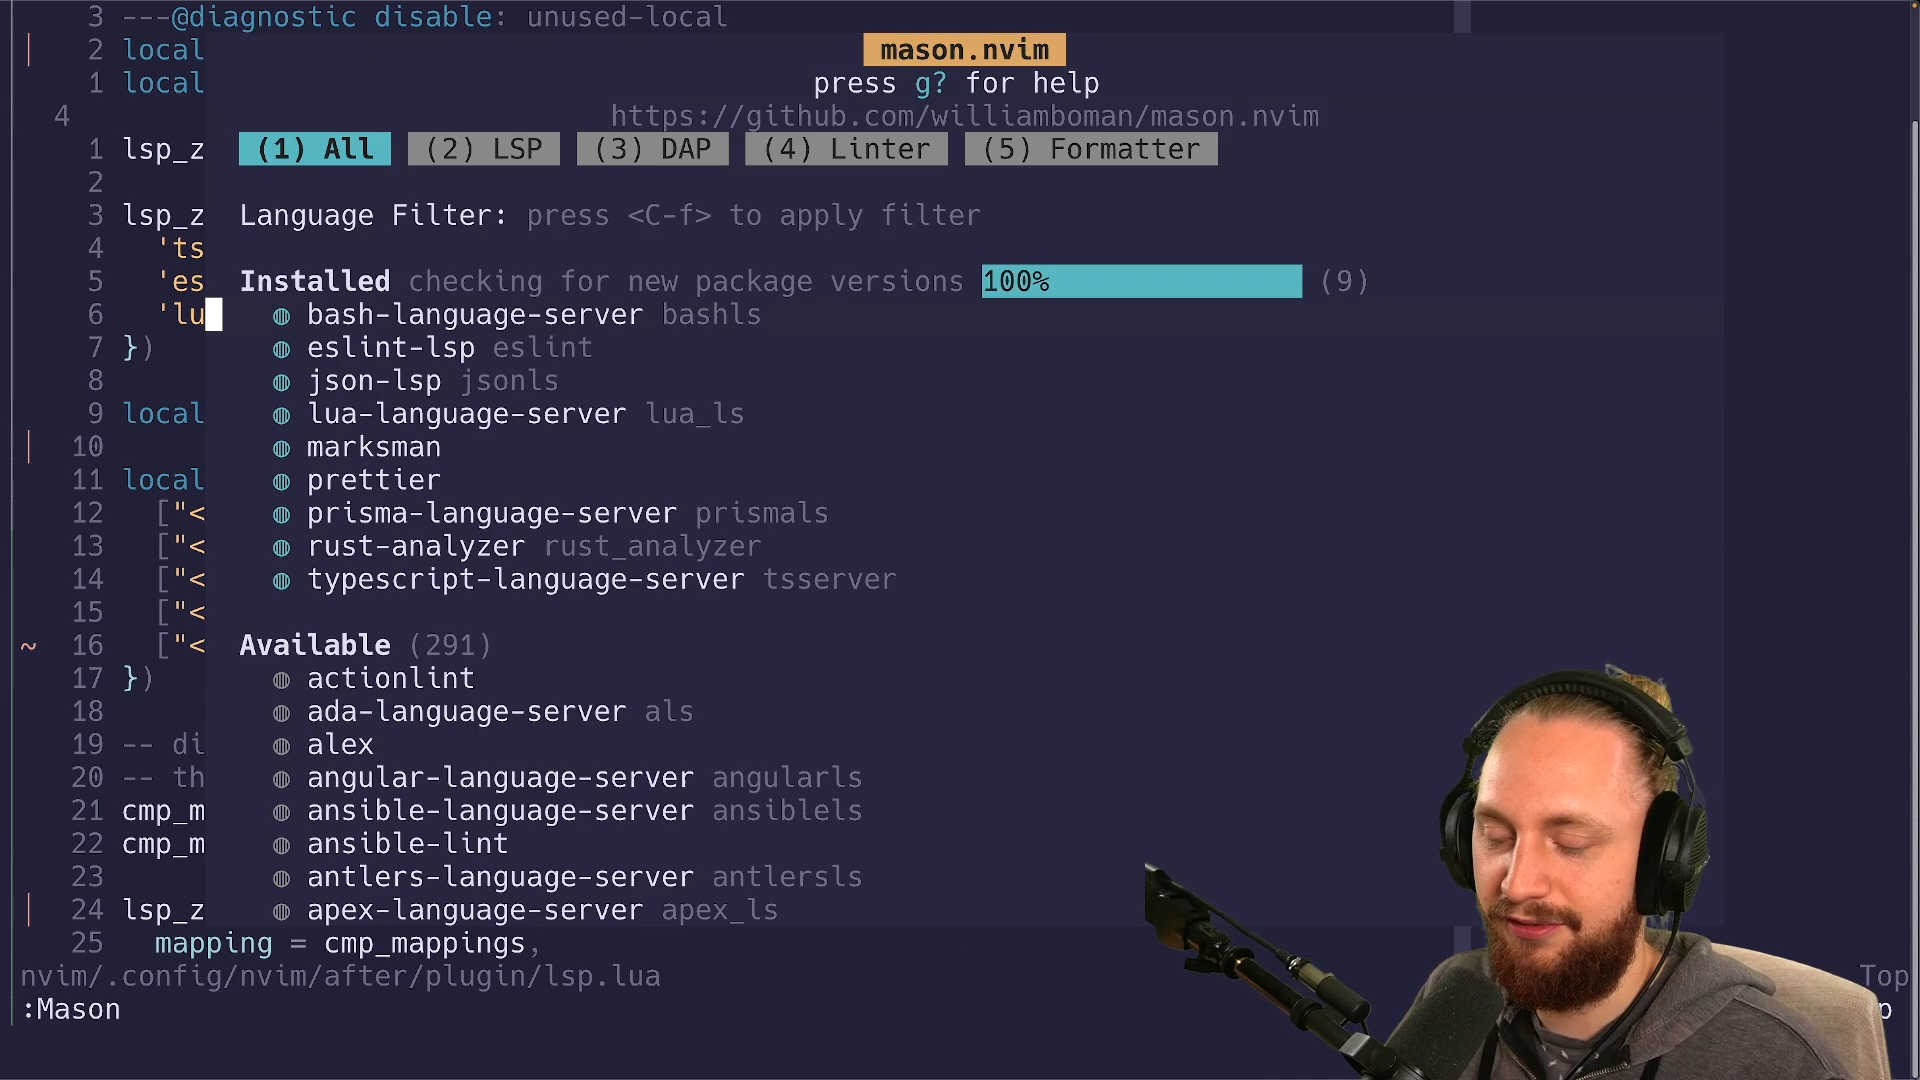 3 ---@diagnostic disable: unused-local
2 local
mason.nvim
1 local
press g? for help
4
https://github.com/williamboman/mason.nvim
1 lsp_z
(1) All (2) LSP (3) DAP (4) Linter (5) Formatter
2
3 lsp_z
Language Filter: press <C-f> to apply filter
4 'ts
5 'es
Installed checking for new package versions 100% (9)
6 'lu
◍ bash-language-server bashls
7 })
◍ eslint-lsp eslint
8
◍ json-lsp jsonls
9 local
◍ lua-language-server lua_ls
10
◍ marksman
11 local
◍ prettier
12 ["<
◍ prisma-language-server prismals
13 ["<
◍ rust-analyzer rust_analyzer
14 ["<
◍ typescript-language-server tsserver
15 ["<
~ 16 ["<
Available (291)
17 })
◍ actionlint
18
◍ ada-language-server als
19 -- di
◍ alex
20 -- th
◍ angular-language-server angularls
21 cmp_m
◍ ansible-language-server ansiblels
22 cmp_m
◍ ansible-lint
23
◍ antlers-language-server antlersls
24 lsp_z
◍ apex-language-server apex_ls
25 mapping = cmp_mappings,
nvim/.config/nvim/after/plugin/lsp.lua Top
:Mason p